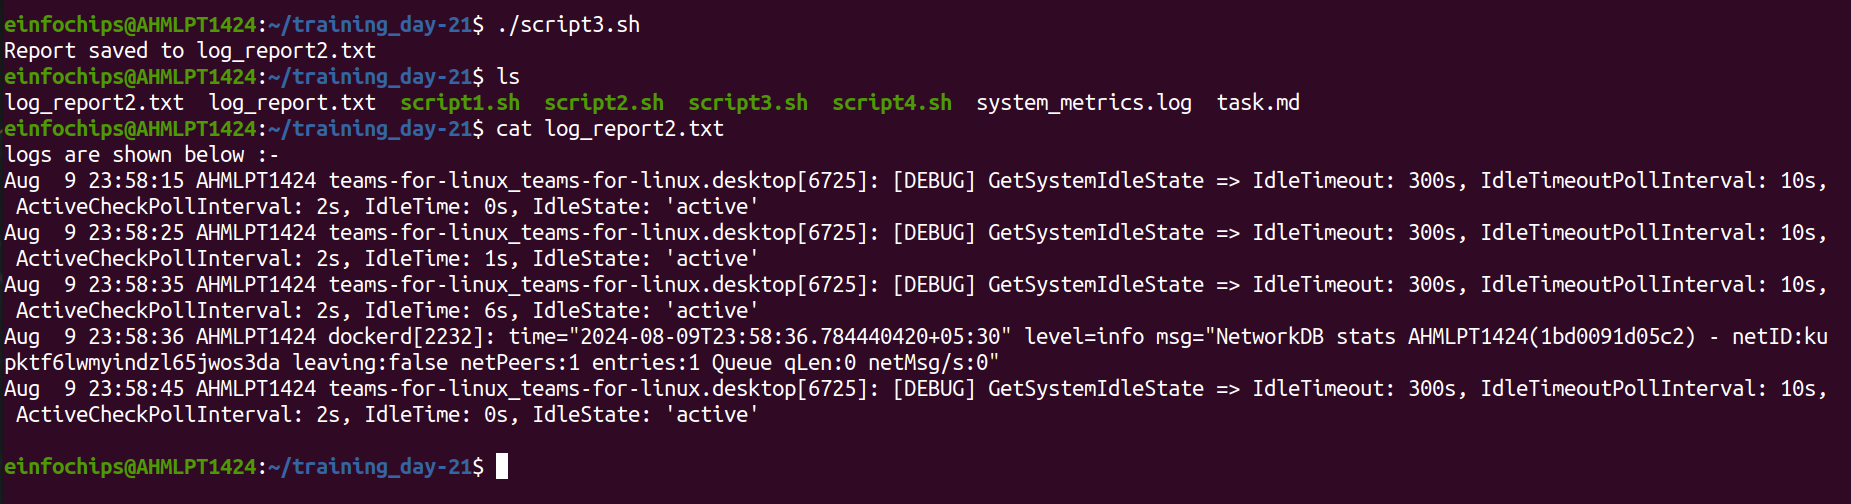 einfochips@AHMLPT1424:~/training_day-21$ ./script3.sh
Report saved to log_report2.txt
einfochips@AHMLPT1424:~/training_day-21$ ls
log_report2.txt  log_report.txt  script1.sh  script2.sh  script3.sh  script4.sh  system_metrics.log  task.md
einfochips@AHMLPT1424:~/training_day-21$ cat log_report2.txt
logs are shown below :-
Aug  9 23:58:15 AHMLPT1424 teams-for-linux_teams-for-linux.desktop[6725]: [DEBUG] GetSystemIdleState => IdleTimeout: 300s, IdleTimeoutPollInterval: 10s,
 ActiveCheckPollInterval: 2s, IdleTime: 0s, IdleState: 'active'
Aug  9 23:58:25 AHMLPT1424 teams-for-linux_teams-for-linux.desktop[6725]: [DEBUG] GetSystemIdleState => IdleTimeout: 300s, IdleTimeoutPollInterval: 10s,
 ActiveCheckPollInterval: 2s, IdleTime: 1s, IdleState: 'active'
Aug  9 23:58:35 AHMLPT1424 teams-for-linux_teams-for-linux.desktop[6725]: [DEBUG] GetSystemIdleState => IdleTimeout: 300s, IdleTimeoutPollInterval: 10s,
 ActiveCheckPollInterval: 2s, IdleTime: 6s, IdleState: 'active'
Aug  9 23:58:36 AHMLPT1424 dockerd[2232]: time="2024-08-09T23:58:36.784440420+05:30" level=info msg="NetworkDB stats AHMLPT1424(1bd0091d05c2) - netID:ku
pktf6lwmyindzl65jwos3da leaving:false netPeers:1 entries:1 Queue qLen:0 netMsg/s:0"
Aug  9 23:58:45 AHMLPT1424 teams-for-linux_teams-for-linux.desktop[6725]: [DEBUG] GetSystemIdleState => IdleTimeout: 300s, IdleTimeoutPollInterval: 10s,
 ActiveCheckPollInterval: 2s, IdleTime: 0s, IdleState: 'active'
einfochips@AHMLPT1424:~/training_day-21$